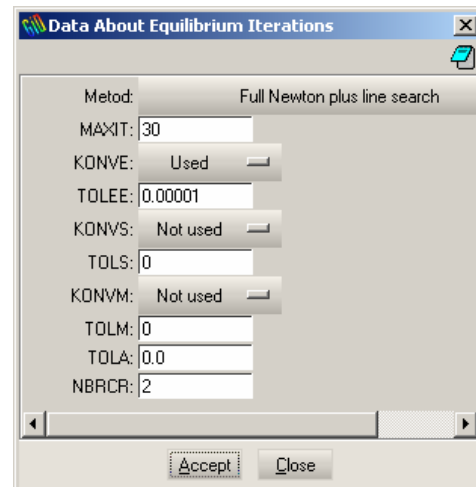 Data About Equilibrium Iterations
Metod: Full Newton plus line search
MAXIT: 30
KONVE: Used
TOLEE: 0.00001
KONVS: Not used
TOLS: 0
KONVM: Not used
TOLM: 0
TOLA: 0.0
NBRCR: 2
Accept Close